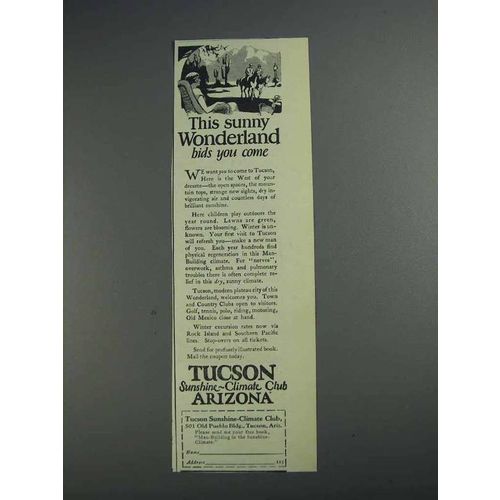 This sunny
Wonderland
bids you come
WE want you to come to Tucson,
Here is the West of your
dreams—the open spaces, the moun-
tain tops, strange new sights, dry in-
vigorating air and countless days of
brilliant sunshine.
Here children play outdoors the
year round. Lawns are green,
flowers are blooming. Winter is un-
known. Your first visit to Tucson
will refresh you—make a new man
of you. Each year hundreds find
physical regeneration in this Man-
Building climate. For "nerves",
overwork, asthma and pulmonary
troubles there is often complete re-
lief in this dry, sunny climate.
Tucson, modern plateau city of this
Wonderland, welcomes you. Town
and Country Clubs open to visitors.
Golf, tennis, polo, riding, motoring,
Old Mexico close at hand.
Winter excursion rates now via
Rock Island and Southern Pacific
lines. Stop-overs on all tickets.
Send for profusely illustrated book.
Mail the coupon today.
TUCSON
Sunshine~Climate Club
ARIZONA
Tucson Sunshine-Climate Club,
501 Old Pueblo Bldg., Tucson, Ariz.
Please send me your free book,
"Man-Building in the Sunshine-
Climate."
Name
Address